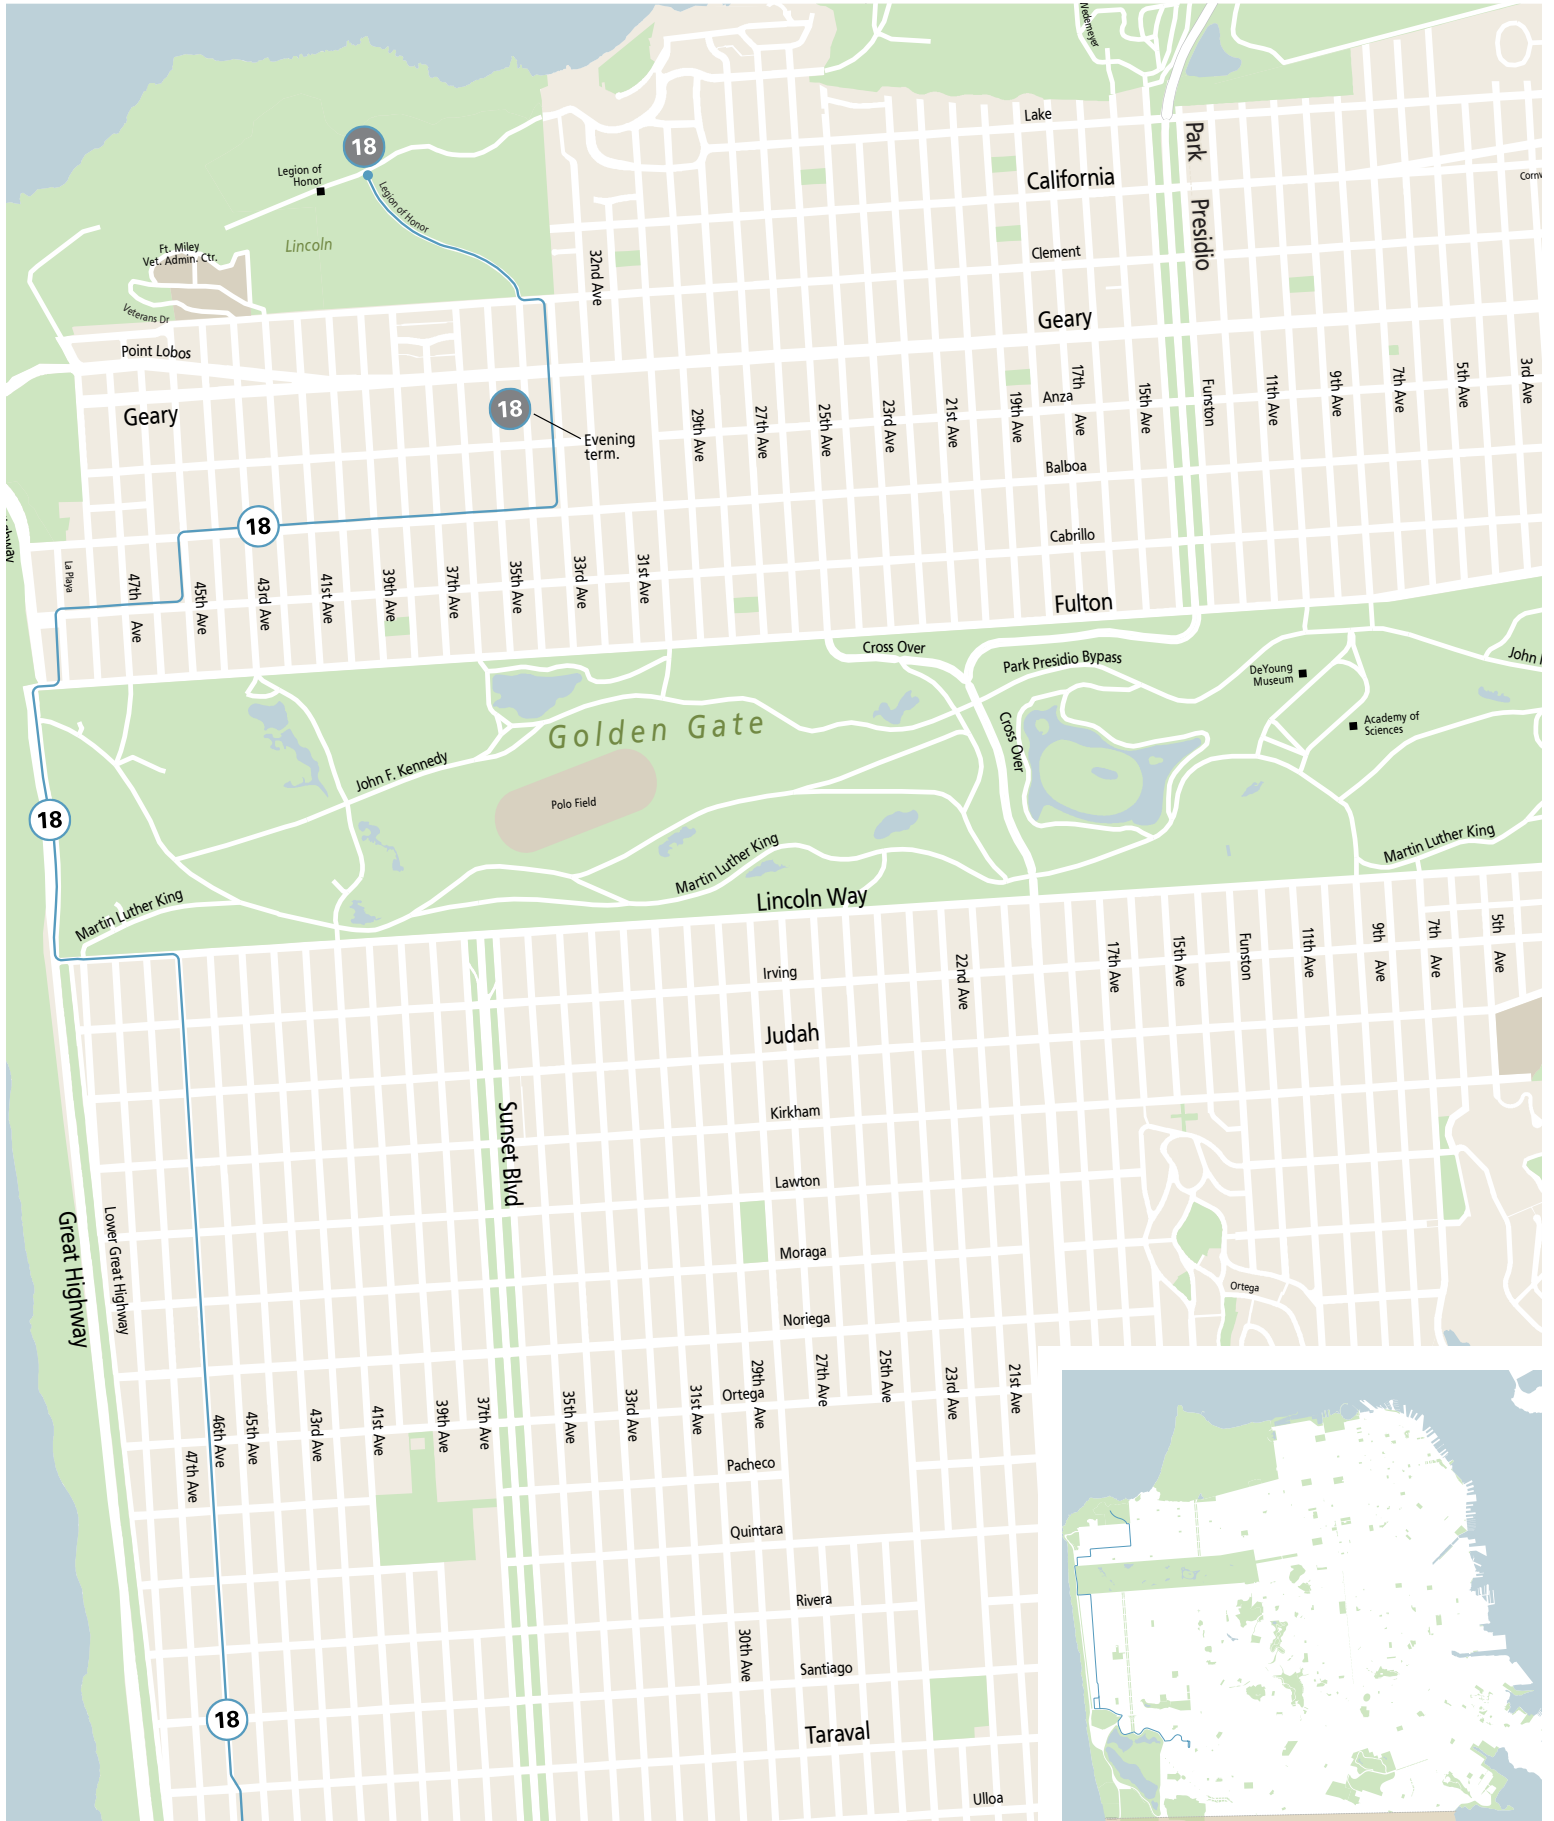 Wedemeyer
Lake
Park
Presidio
18
Legion of
Honor
Legion of Honor
California
Lincoln
Ft. Miley
Vet. Admin. Ctr.
Clement
32nd Ave
Veterans Dr
Geary
Point Lobos
Geary
18
Evening
term.
29th Ave
27th Ave
25th Ave
23rd Ave
21st Ave
19th Ave
17th
Ave
Anza
15th Ave
Funston
11th Ave
9th Ave
7th Ave
5th Ave
3rd Ave
Balboa
18
Cabrillo
La Playa
47th
Ave
45th Ave
43rd Ave
41st Ave
39th Ave
37th Ave
35th Ave
33rd Ave
31st Ave
Fulton
Cross Over
Park Presidio Bypass
DeYoung
Museum
John
Academy of
Sciences
Cross Over
Golden Gate
John F. Kennedy
Polo Field
18
Martin Luther King
Martin Luther King
Martin Luther King
Lincoln Way
Irving
22nd Ave
17th Ave
15th Ave
Funston
11th Ave
9th
Ave
7th
Ave
5th
Ave
Judah
Kirkham
Sunset Blvd
Lawton
Great Highway
Lower Great Highway
Moraga
Ortega
Noriega
29th
Ave
Ortega
27th Ave
25th Ave
23rd Ave
21st Ave
47th Ave
46th Ave
45th Ave
43rd Ave
41st Ave
39th Ave
37th Ave
35th Ave
33rd Ave
31st Ave
Pacheco
Quintara
Rivera
30th Ave
Santiago
18
Taraval
Ulloa